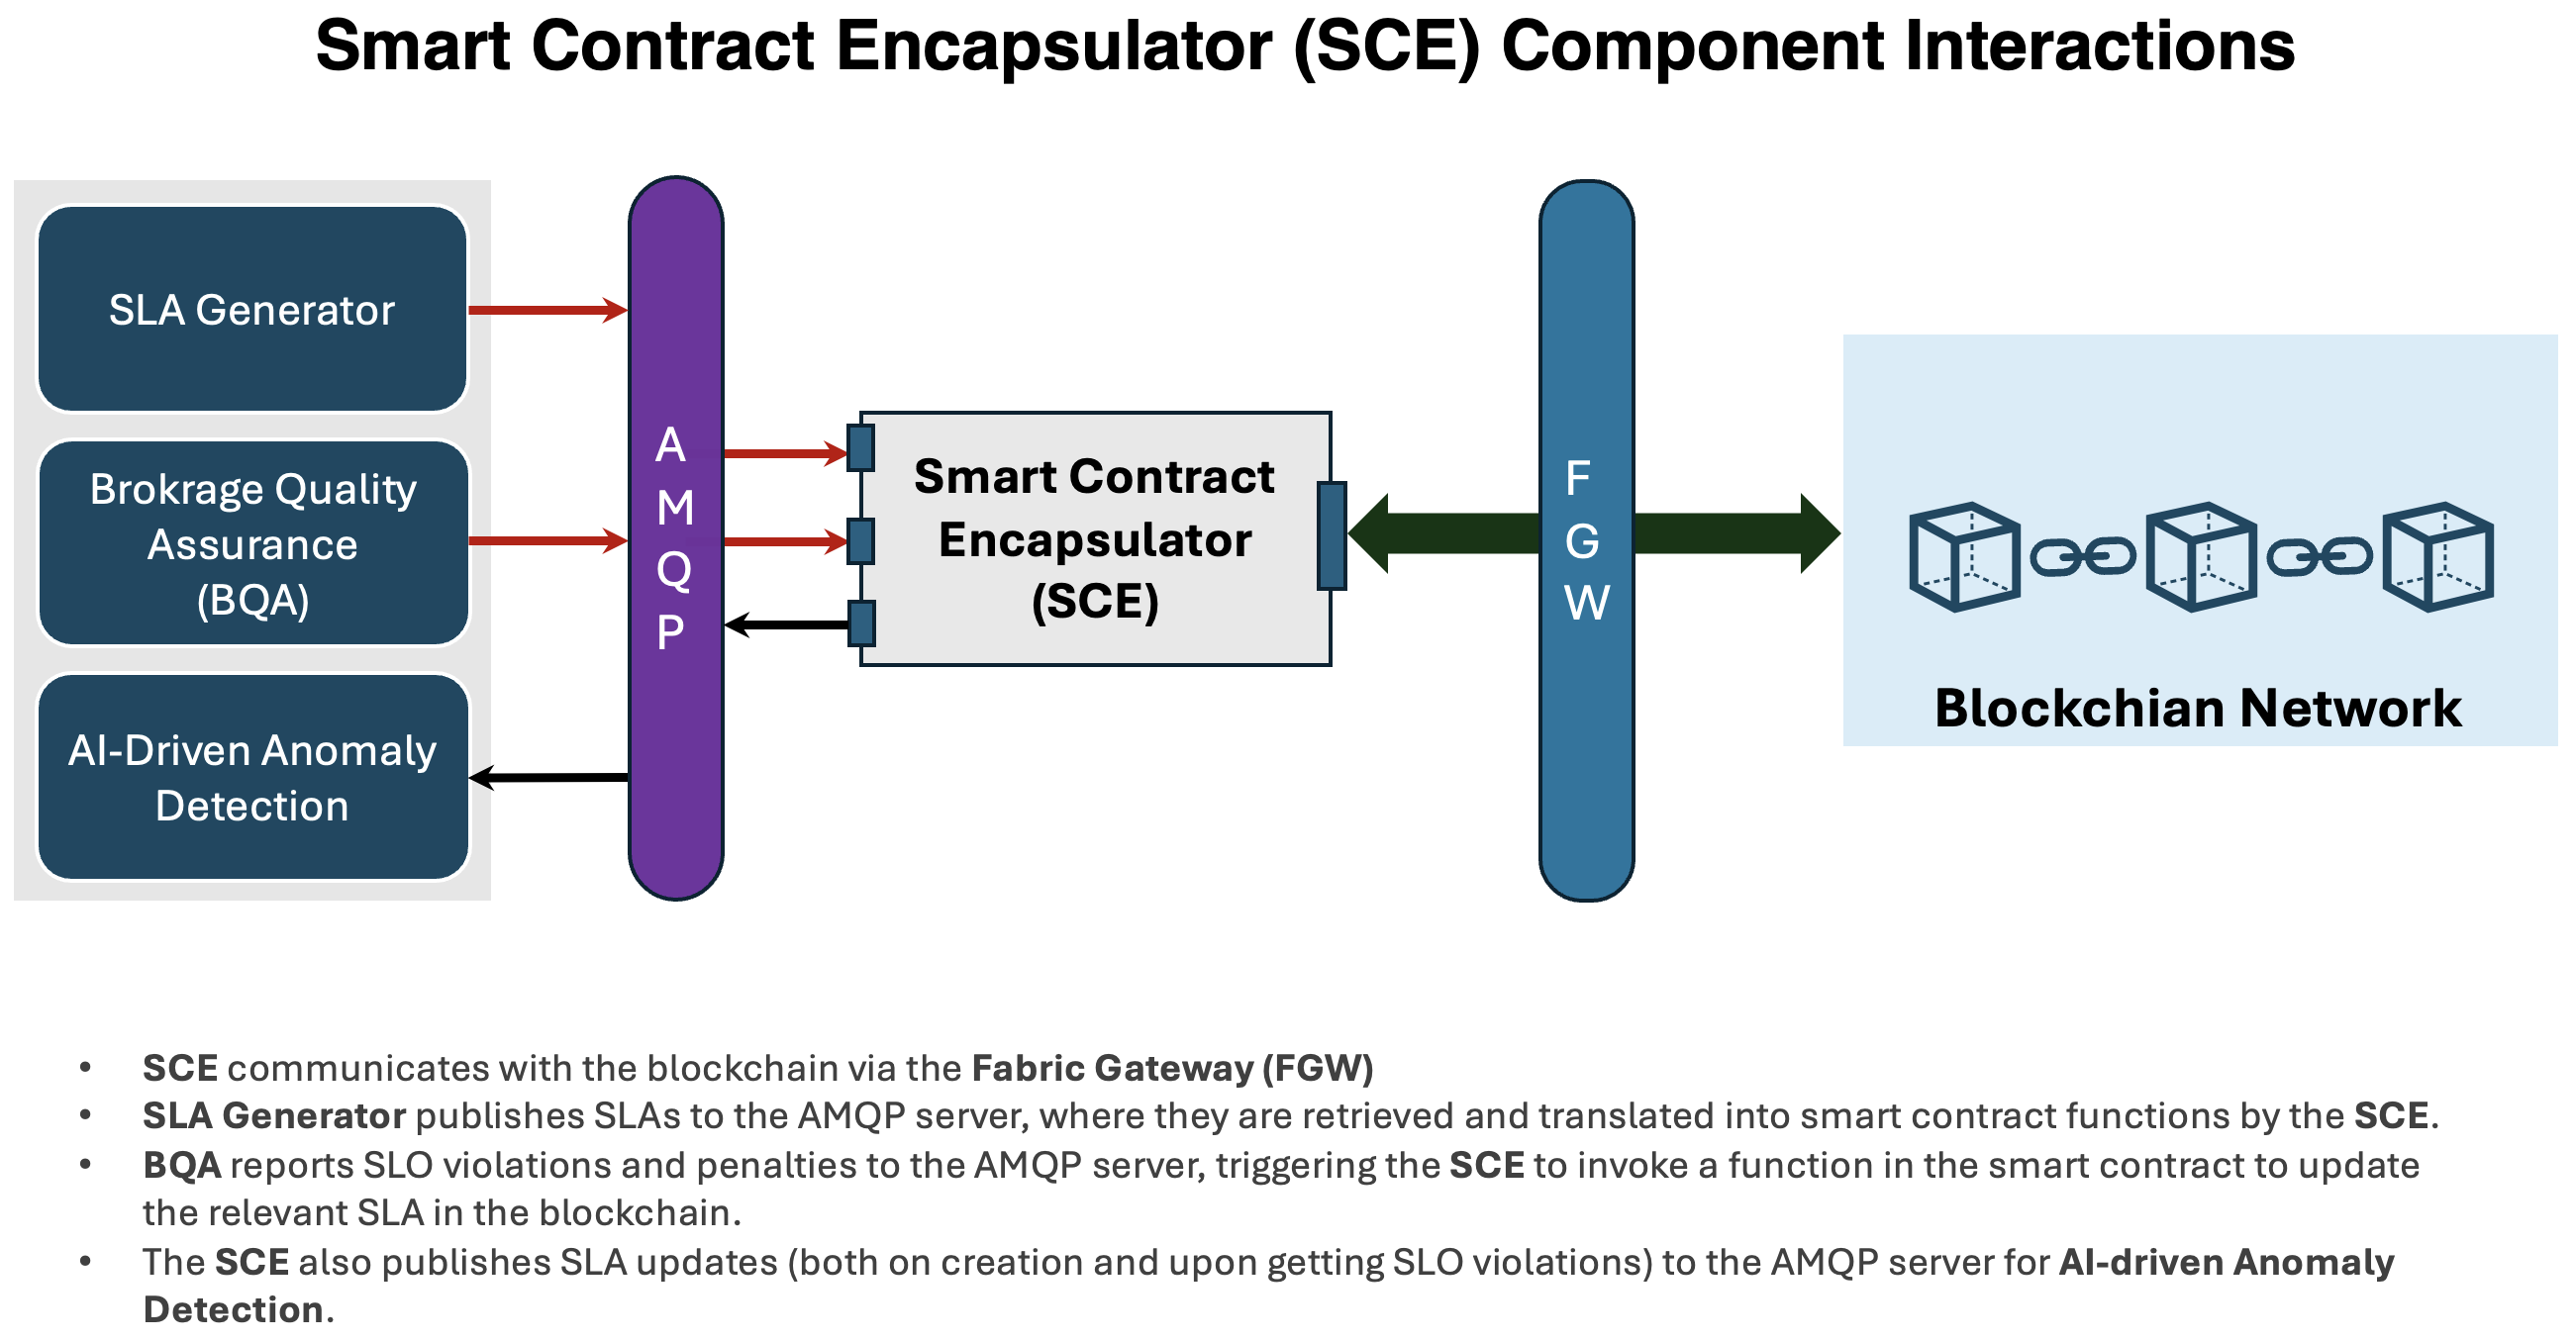 Smart Contract Encapsulator (SCE) Component Interactions
SLA Generator
Brokrage Quality
Assurance
(BQA)
AI-Driven Anomaly
Detection
A
M
Q
P
Smart Contract
Encapsulator
(SCE)
F
G
W
Blockchian Network
• SCE communicates with the blockchain via the Fabric Gateway (FGW)
• SLA Generator publishes SLAs to the AMQP server, where they are retrieved and translated into smart contract functions by the SCE.
• BQA reports SLO violations and penalties to the AMQP server, triggering the SCE to invoke a function in the smart contract to update
the relevant SLA in the blockchain.
• The SCE also publishes SLA updates (both on creation and upon getting SLO violations) to the AMQP server for AI-driven Anomaly
Detection.